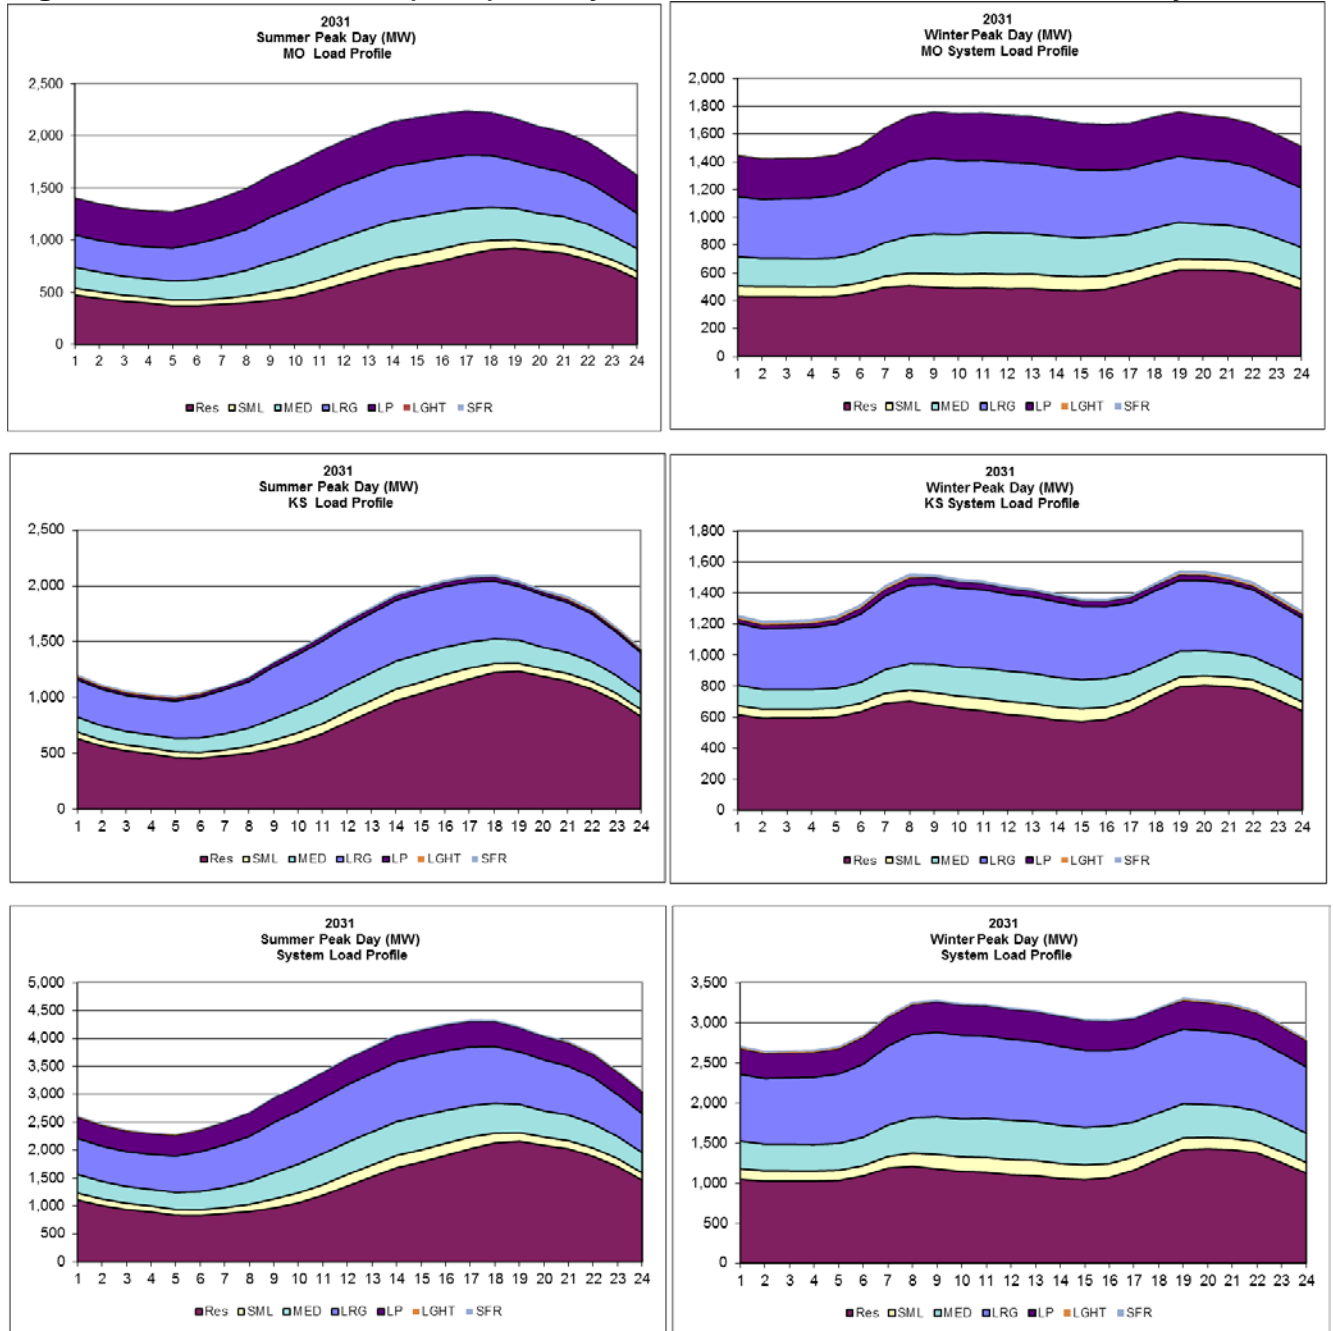 2031
Summer Peak Day (MW)
MO Load Profile
2,500
2,000
1,500
1,000
500
0
1 2 3 4 5 6 7 8 9 10 11 12 13 14 15 16 17 18 19 20 21 22 23 24
Res SML MED LRG LP LGHT SFR
2031
Winter Peak Day (MW)
MO System Load Profile
2,000
1,800
1,600
1,400
1,200
1,000
800
600
400
200
0
1 2 3 4 5 6 7 8 9 10 11 12 13 14 15 16 17 18 19 20 21 22 23 24
Res SML MED LRG LP LGHT SFR
2031
Summer Peak Day (MW)
KS Load Profile
2,500
2,000
1,500
1,000
500
0
1 2 3 4 5 6 7 8 9 10 11 12 13 14 15 16 17 18 19 20 21 22 23 24
Res SML MED LRG LP LGHT SFR
2031
Winter Peak Day (MW)
KS System Load Profile
1,800
1,600
1,400
1,200
1,000
800
600
400
200
0
1 2 3 4 5 6 7 8 9 10 11 12 13 14 15 16 17 18 19 20 21 22 23 24
Res SML MED LRG LP LGHT SFR
2031
Summer Peak Day (MW)
System Load Profile
5,000
4,500
4,000
3,500
3,000
2,500
2,000
1,500
1,000
500
0
1 2 3 4 5 6 7 8 9 10 11 12 13 14 15 16 17 18 19 20 21 22 23 24
Res SML MED LRG LP LGHT SFR
2031
Winter Peak Day (MW)
System Load Profile
3,500
3,000
2,500
2,000
1,500
1,000
500
0
1 2 3 4 5 6 7 8 9 10 11 12 13 14 15 16 17 18 19 20 21 22 23 24
Res SML MED LRG LP LGHT SFR